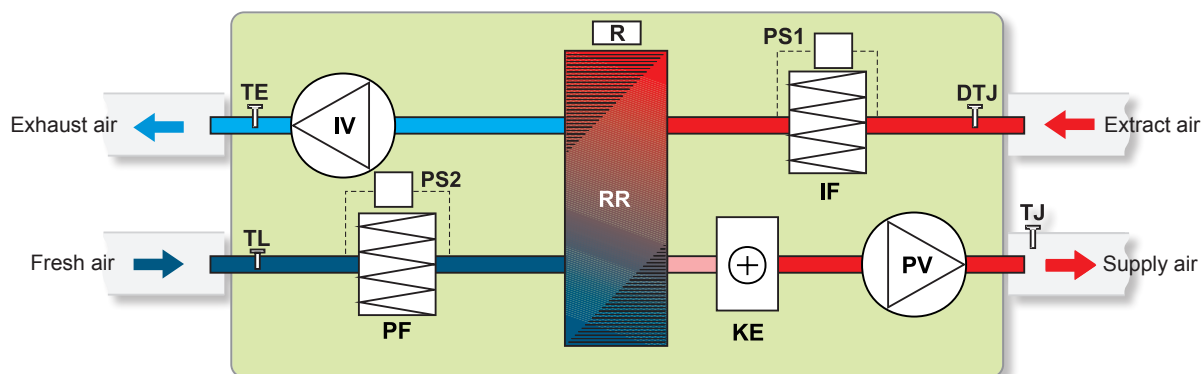 R
PS1
TE
DTJ
Exhaust air
IV
Extract air
PS2
IF
RR
TL
TJ
Fresh air
PV
Supply air
PF
KE